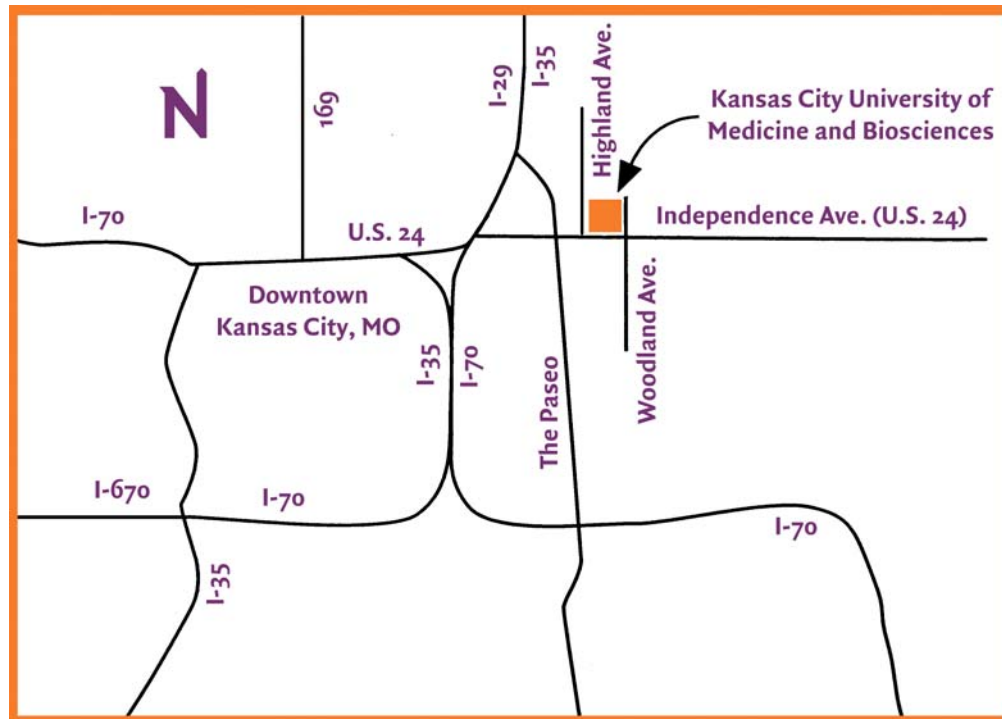 N
169
I-29
I-35
Highland Ave.
Kansas City University of
Medicine and Biosciences
I-70
U.S. 24
Independence Ave. (U.S. 24)
Downtown
Kansas City, MO
I-35
I-70
The Paseo
Woodland Ave.
I-670
I-70
I-70
I-35